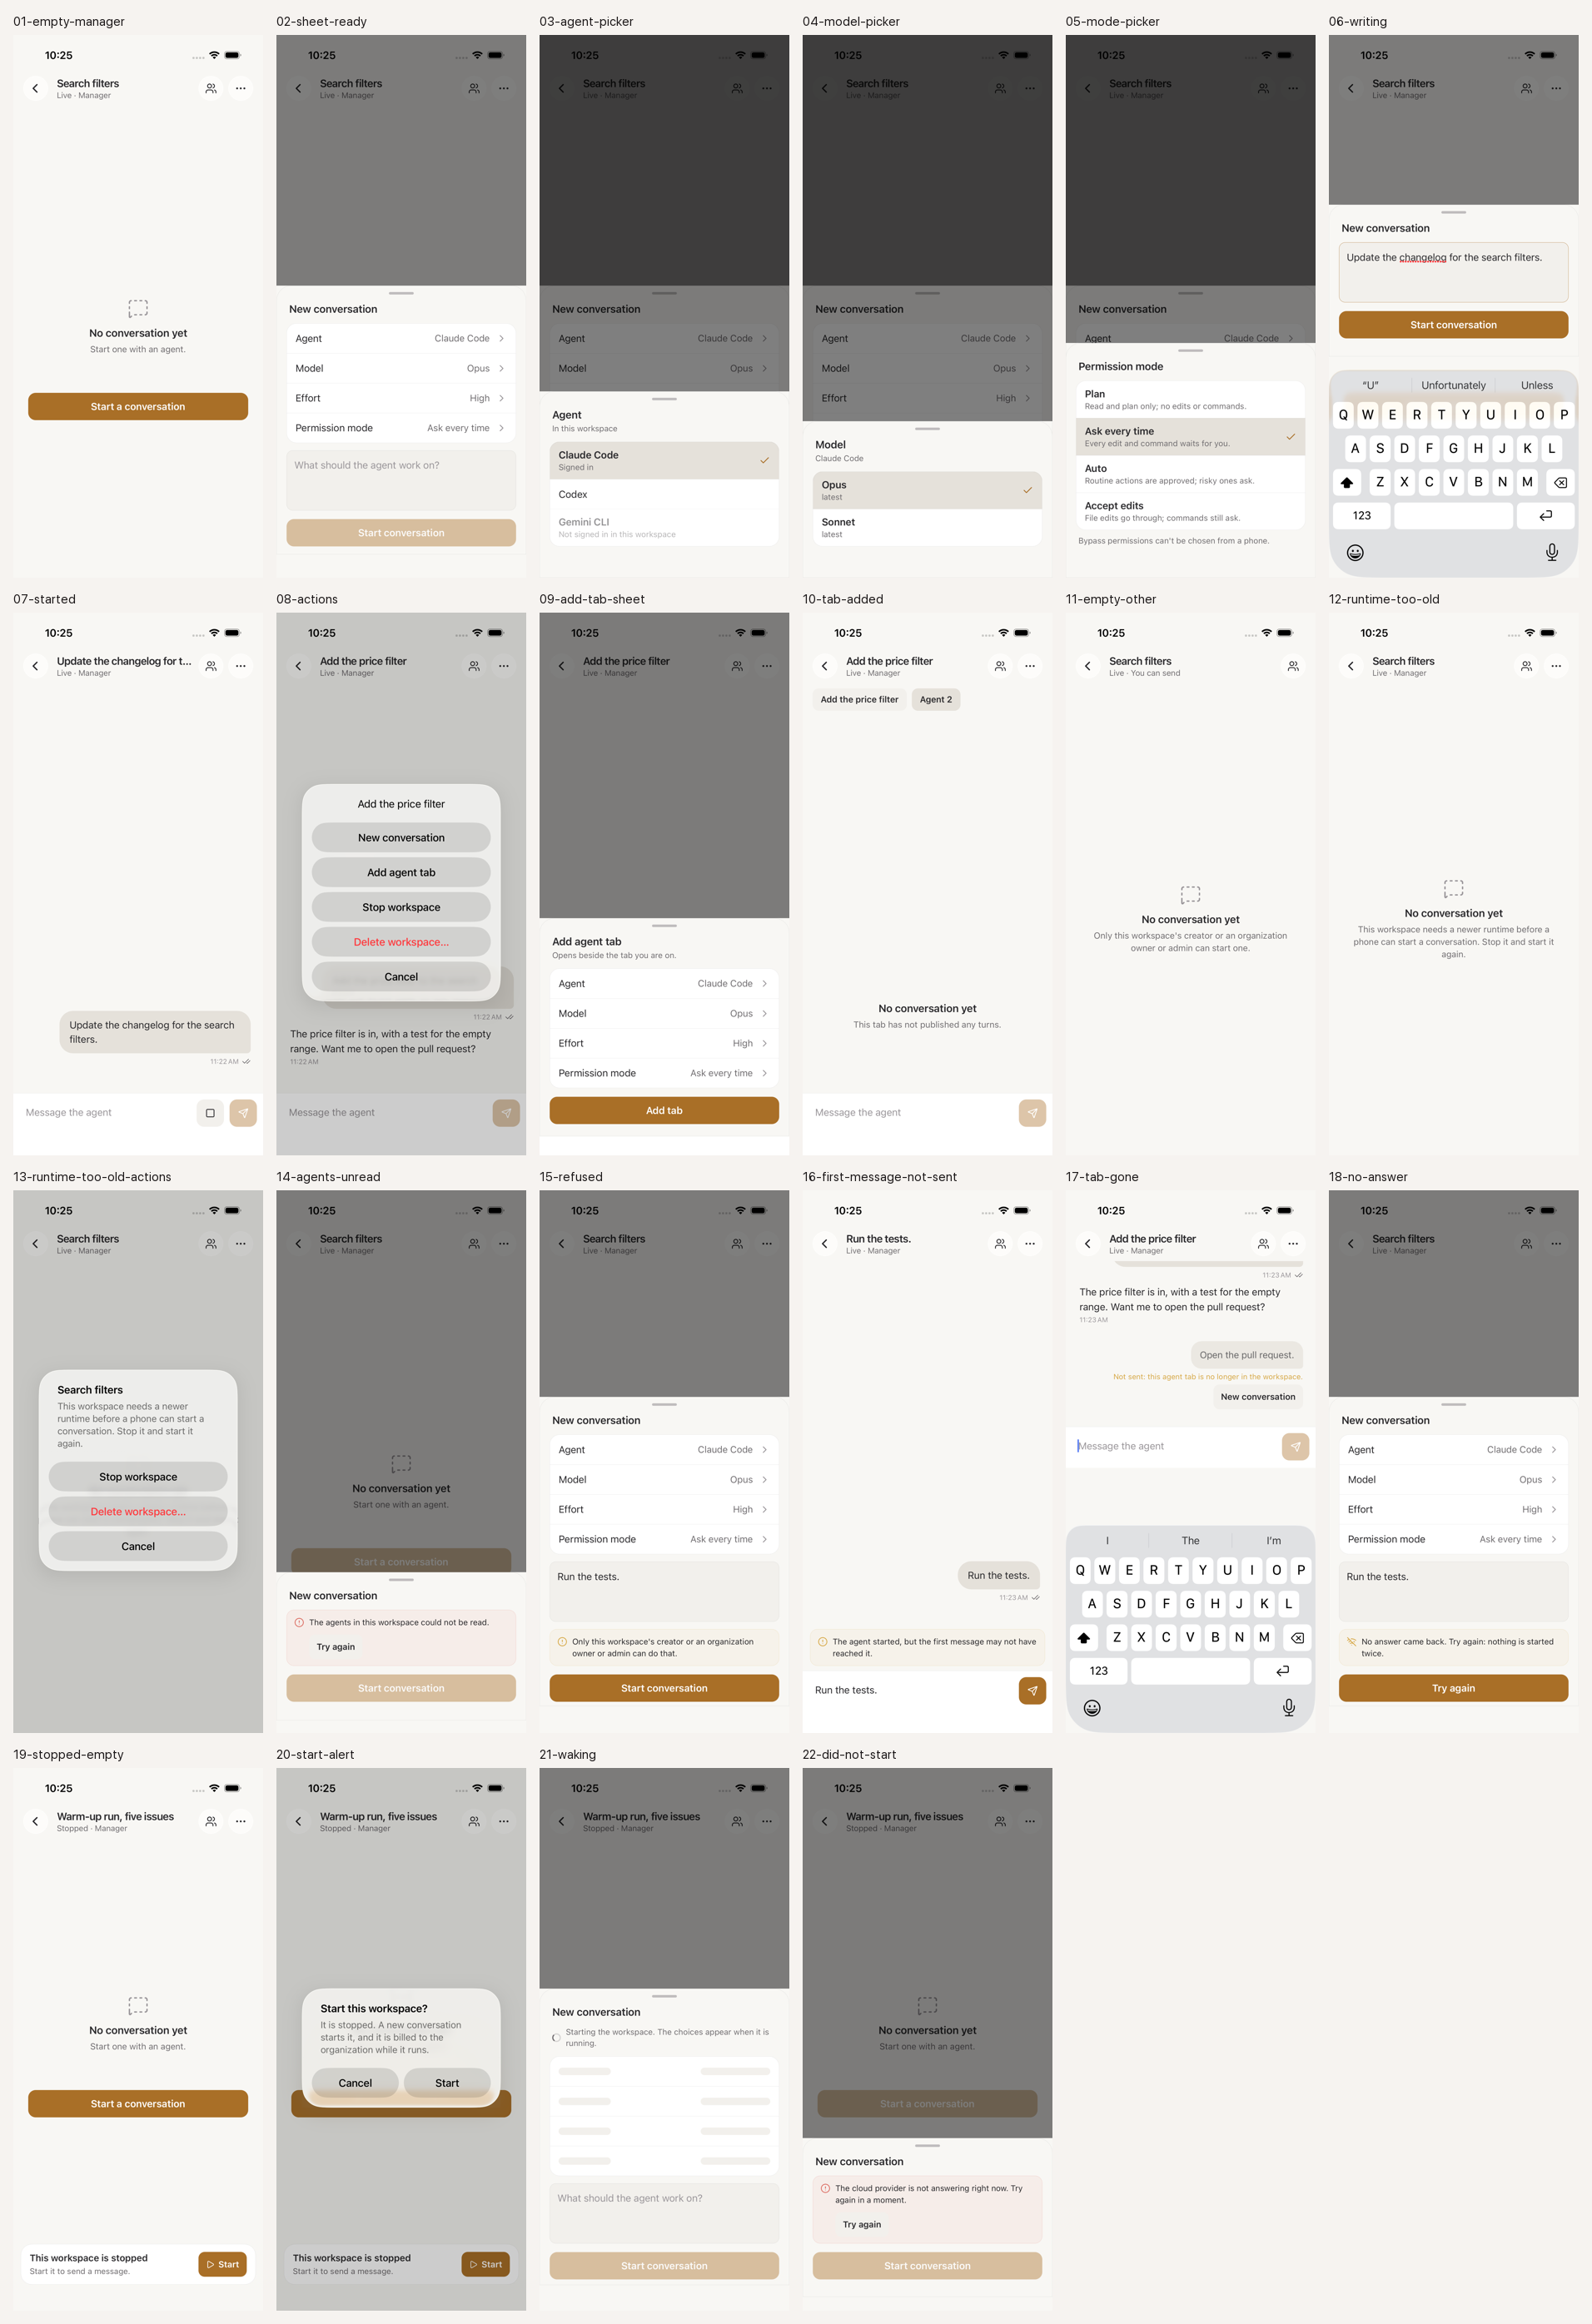 01-empty-manager
10:25
Search filters
Live · Manager
No conversation yet
Start one with an agent.
Start a conversation
02-sheet-ready
10:25
Search filters
Live · Manager
New conversation
Agent
Claude Code
Model
Opus
Effort
High
Permission mode
Ask every time
What should the agent work on?
Start conversation
03-agent-picker
10:25
Search filters
Live · Manager
New conversation
Agent
Claude Code
Model
Opus
Agent
In this workspace
Claude Code
Signed in
Codex
Gemini CLI
Not signed in in this workspace
04-model-picker
10:25
Search filters
Live · Manager
New conversation
Agent
Claude Code
Model
Opus
Effort
High
Model
Claude Code
Opus
latest
Sonnet
latest
05-mode-picker
10:25
Search filters
Live · Manager
New conversation
Agent
Claude Code
Permission mode
Plan
Read and plan only; no edits or commands.
Ask every time
Every edit and command waits for you.
Auto
Routine actions are approved; risky ones ask.
Accept edits
File edits go through; commands still ask.
Bypass permissions can't be chosen from a phone.
06-writing
10:25
Search filters
Live · Manager
New conversation
Update the changelog for the search filters.
Start conversation
“U”
Unfortunately
Unless
Q W E R T Y U I O P
A S D F G H J K L
Z X C V B N M
123
07-started
10:25
Update the changelog for t...
Live · Manager
Update the changelog for the search
filters.
11:22 AM
Message the agent
08-actions
10:25
Add the price filter
Live · Manager
Add the price filter
New conversation
Add agent tab
Stop workspace
Delete workspace...
Cancel
11:22 AM
The price filter is in, with a test for the empty
range. Want me to open the pull request?
11:22 AM
Message the agent
09-add-tab-sheet
10:25
Add the price filter
Live · Manager
Add agent tab
Opens beside the tab you are on.
Agent
Claude Code
Model
Opus
Effort
High
Permission mode
Ask every time
Add tab
10-tab-added
10:25
Add the price filter
Live · Manager
Add the price filter
Agent 2
No conversation yet
This tab has not published any turns.
Message the agent
11-empty-other
10:25
Search filters
Live · You can send
No conversation yet
Only this workspace's creator or an organization
owner or admin can start one.
12-runtime-too-old
10:25
Search filters
Live · Manager
No conversation yet
This workspace needs a newer runtime before a
phone can start a conversation. Stop it and start it
again.
13-runtime-too-old-actions
10:25
Search filters
Live · Manager
Search filters
This workspace needs a newer
runtime before a phone can start a
conversation. Stop it and start it
again.
Stop workspace
Delete workspace...
Cancel
14-agents-unread
10:25
Search filters
Live · Manager
No conversation yet
Start one with an agent.
Start a conversation
New conversation
The agents in this workspace could not be read.
Try again
Start conversation
15-refused
10:25
Search filters
Live · Manager
New conversation
Agent
Claude Code
Model
Opus
Effort
High
Permission mode
Ask every time
Run the tests.
Only this workspace's creator or an organization
owner or admin can do that.
Start conversation
16-first-message-not-sent
10:25
Run the tests.
Live · Manager
Run the tests.
11:23 AM
The agent started, but the first message may not have
reached it.
Run the tests.
17-tab-gone
10:25
Add the price filter
Live · Manager
11:23 AM
The price filter is in, with a test for the empty
range. Want me to open the pull request?
11:23 AM
Open the pull request.
Not sent: this agent tab is no longer in the workspace.
New conversation
Message the agent
I
The
I'm
Q W E R T Y U I O P
A S D F G H J K L
Z X C V B N M
123
18-no-answer
10:25
Search filters
Live · Manager
New conversation
Agent
Claude Code
Model
Opus
Effort
High
Permission mode
Ask every time
Run the tests.
No answer came back. Try again: nothing is started
twice.
Try again
19-stopped-empty
10:25
Warm-up run, five issues
Stopped · Manager
No conversation yet
Start one with an agent.
Start a conversation
This workspace is stopped
Start it to send a message.
Start
20-start-alert
10:25
Warm-up run, five issues
Stopped · Manager
Start this workspace?
It is stopped. A new conversation
starts it, and it is billed to the
organization while it runs.
Cancel
Start
This workspace is stopped
Start it to send a message.
Start
21-waking
10:25
Warm-up run, five issues
Stopped · Manager
New conversation
Starting the workspace. The choices appear when it is
running.
What should the agent work on?
Start conversation
22-did-not-start
10:25
Warm-up run, five issues
Stopped · Manager
No conversation yet
Start one with an agent.
Start a conversation
New conversation
The cloud provider is not answering right now. Try
again in a moment.
Try again
Start conversation